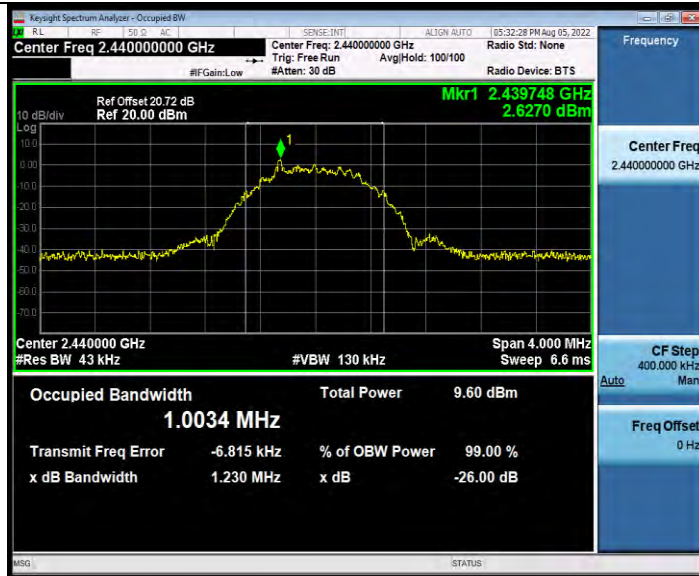 Keysight Spectrum Analyzer - Occupied BW
RL RF 50 Ω AC SENSE:INT ALIGN AUTO 05:32:28 PM Aug 05, 2022
Center Freq 2.440000000 GHz
Center Freq: 2.440000000 GHz
Radio Std: None
Trig: Free Run Avg|Hold: 100/100
#IFGain:Low #Atten: 30 dB Radio Device: BTS
Frequency
Ref Offset 20.72 dB
Mkr1 2.439748 GHz
10 dB/div Ref 20.00 dBm
2.6270 dBm
Log
1
10.0
0.00
-10.0
-20.0
-30.0
-40.0
-50.0
-60.0
-70.0
Center 2.440000 GHz Span 4.000 MHz
#Res BW 43 kHz #VBW 130 kHz Sweep 6.6 ms
Occupied Bandwidth Total Power 9.60 dBm
1.0034 MHz
Transmit Freq Error -6.815 kHz % of OBW Power 99.00 %
x dB Bandwidth 1.230 MHz x dB -26.00 dB
Center Freq
2.440000000 GHz
CF Step
400.000 kHz
Auto Man
Freq Offset
0 Hz
MSG STATUS